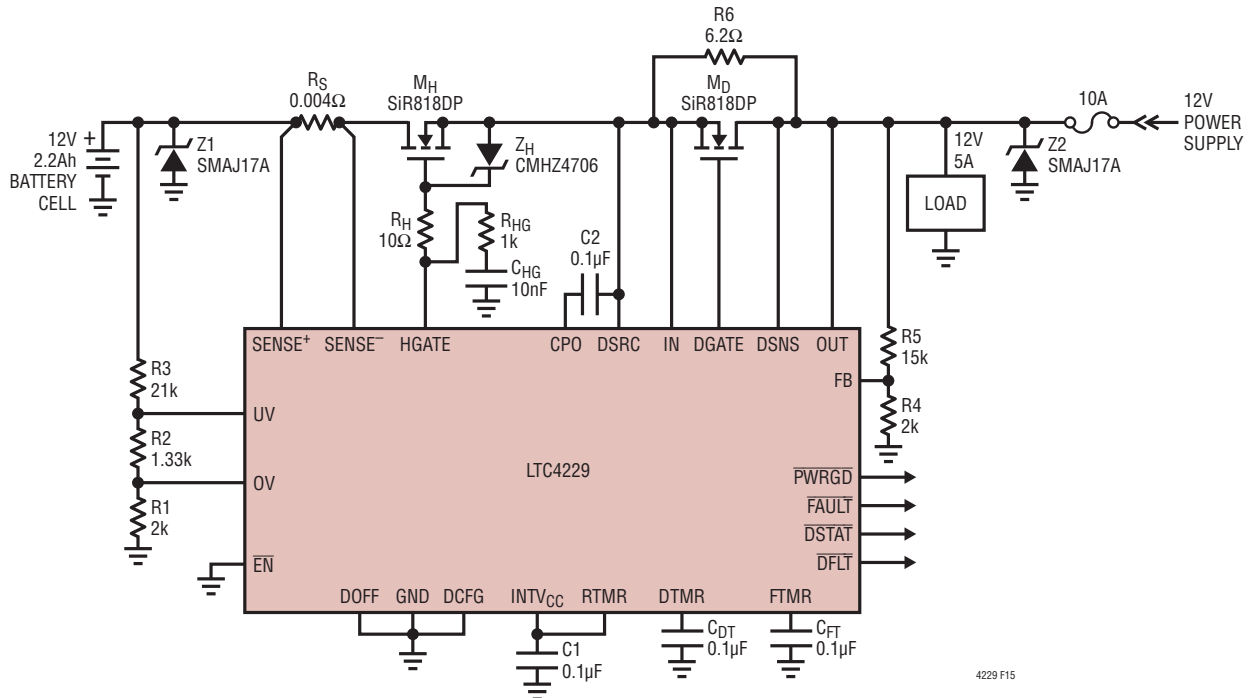 R6
6.2Ω
RS
0.004Ω
MH
SiR818DP
MD
SiR818DP
10A
12V
POWER
SUPPLY
12V
2.2Ah
BATTERY
CELL
+
Z1
SMAJ17A
ZH
CMHZ4706
12V
5A
Z2
SMAJ17A
LOAD
RH
10Ω
RHG
1k
CHG
10nF
C2
0.1µF
SENSE+
SENSE–
HGATE
CPO
DSRC
IN
DGATE
DSNS
OUT
R5
15k
FB
R4
2k
R3
21k
UV
R2
1.33k
OV
R1
2k
EN
LTC4229
PWRGD
FAULT
DSTAT
DFLT
DOFF
GND
DCFG
INTVCC
RTMR
DTMR
FTMR
C1
0.1µF
CDT
0.1µF
CFT
0.1µF
4229 F15